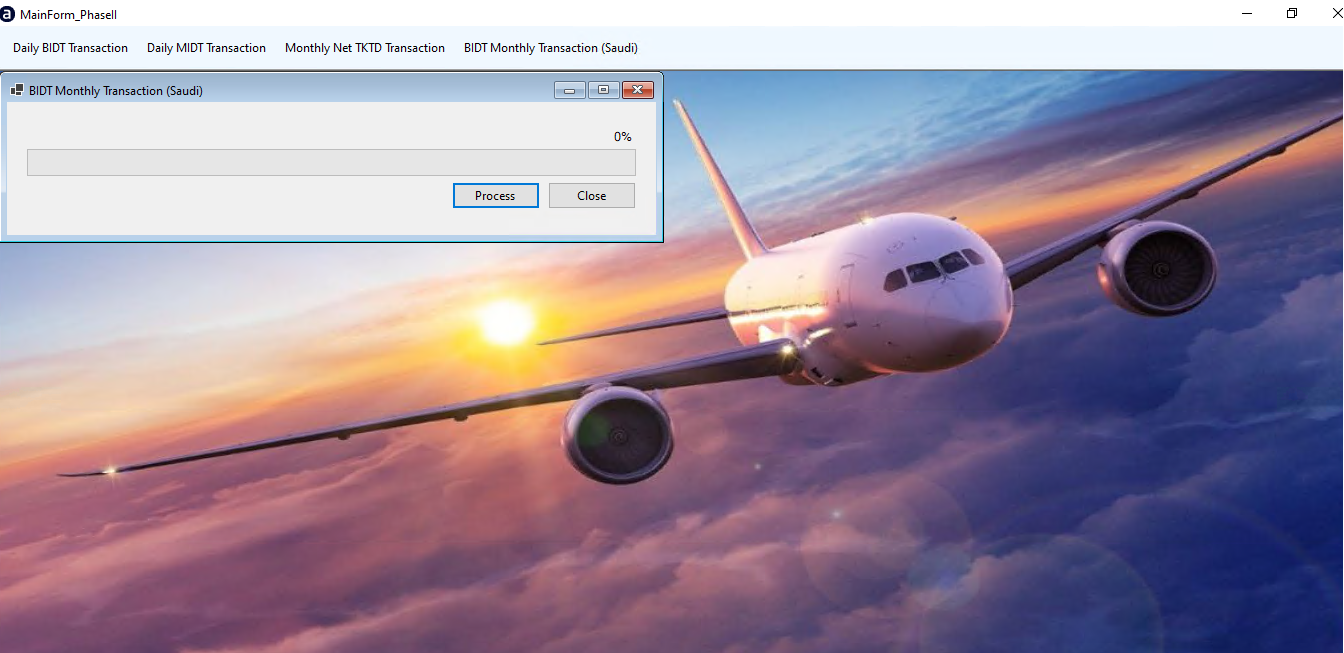 a MainForm_PhaseII
Daily BIDT Transaction Daily MIDT Transaction Monthly Net TKTD Transaction BIDT Monthly Transaction (Saudi)
BIDT Monthly Transaction (Saudi)
0%
Process Close